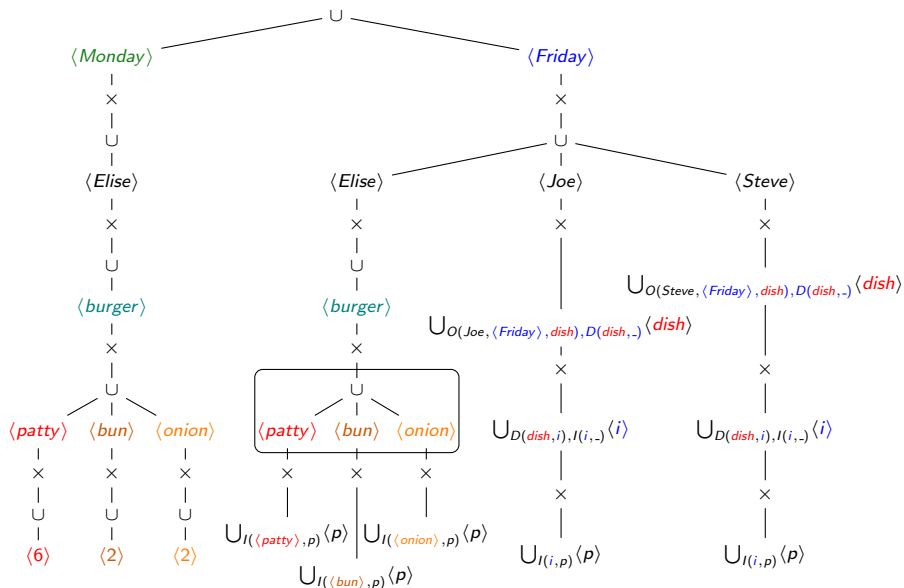 ∪
⟨Monday⟩ ⟨Friday⟩
× ×
∪ ∪
⟨Elise⟩ ⟨Elise⟩ ⟨Joe⟩ ⟨Steve⟩
× × × ×
∪ ∪
⋃O(Steve,⟨Friday⟩,dish),D(dish,_)⟨dish⟩
⟨burger⟩ ⟨burger⟩
⋃O(Joe,⟨Friday⟩,dish),D(dish,_)⟨dish⟩
× ×
× ×
∪ ∪
⟨patty⟩ ⟨bun⟩ ⟨onion⟩ ⟨patty⟩ ⟨bun⟩ ⟨onion⟩ ⋃D(dish,i),I(i,_)⟨i⟩ ⋃D(dish,i),I(i,_)⟨i⟩
× × × × × ×
× ×
∪ ∪ ∪
⋃I(⟨patty⟩,p)⟨p⟩ ⋃I(⟨onion⟩,p)⟨p⟩
⟨6⟩ ⟨2⟩ ⟨2⟩ ⋃I(i,p)⟨p⟩ ⋃I(i,p)⟨p⟩
⋃I(⟨bun⟩,p)⟨p⟩